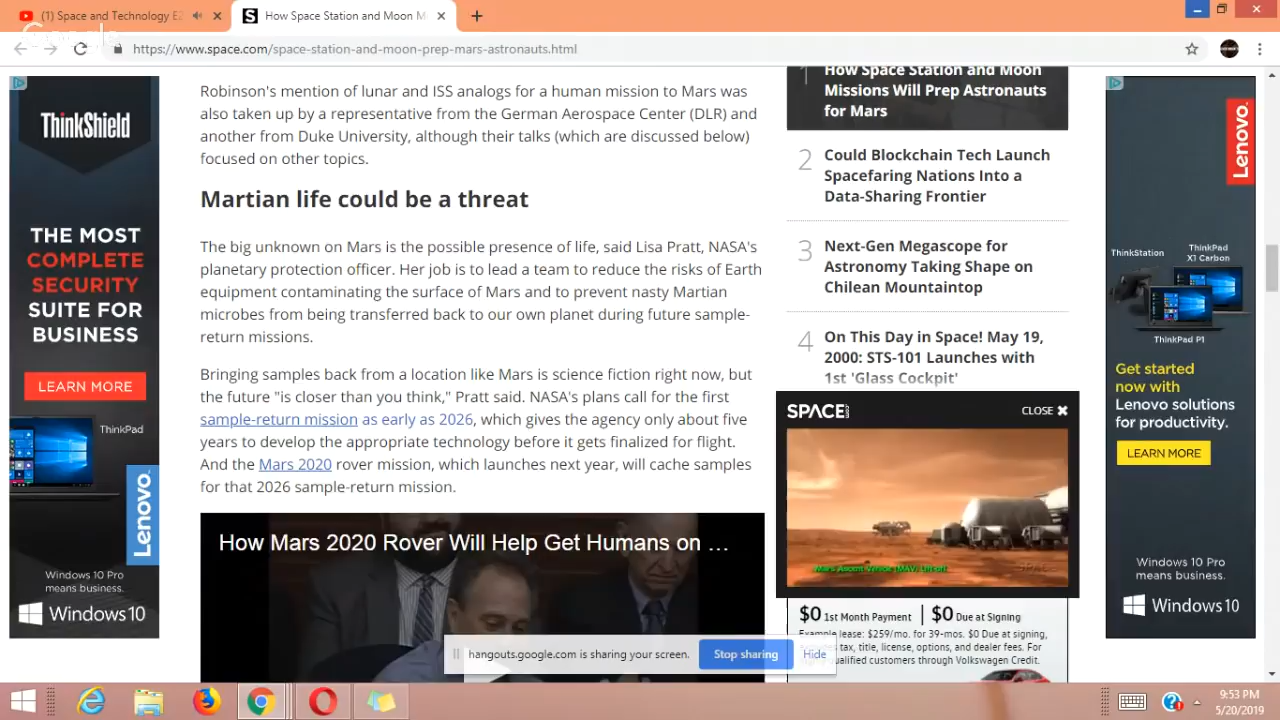 (1) Space and Technology E2
How Space Station and Moon M
https://www.space.com/space-station-and-moon-prep-mars-astronauts.html
ThinkShield
THE MOST
COMPLETE
SECURITY
SUITE FOR
BUSINESS
LEARN MORE
ThinkPad
Lenovo
Windows 10 Pro
means business.
Windows 10
Robinson's mention of lunar and ISS analogs for a human mission to Mars was
also taken up by a representative from the German Aerospace Center (DLR) and
another from Duke University, although their talks (which are discussed below)
focused on other topics.
Martian life could be a threat
The big unknown on Mars is the possible presence of life, said Lisa Pratt, NASA's
planetary protection officer. Her job is to lead a team to reduce the risks of Earth
equipment contaminating the surface of Mars and to prevent nasty Martian
microbes from being transferred back to our own planet during future sample-
return missions.
Bringing samples back from a location like Mars is science fiction right now, but
the future "is closer than you think," Pratt said. NASA's plans call for the first
sample-return mission as early as 2026, which gives the agency only about five
years to develop the appropriate technology before it gets finalized for flight.
And the Mars 2020 rover mission, which launches next year, will cache samples
for that 2026 sample-return mission.
How Mars 2020 Rover Will Help Get Humans on …
1
How Space Station and Moon
Missions Will Prep Astronauts
for Mars
2
Could Blockchain Tech Launch
Spacefaring Nations Into a
Data-Sharing Frontier
3
Next-Gen Megascope for
Astronomy Taking Shape on
Chilean Mountaintop
4
On This Day in Space! May 19,
2000: STS-101 Launches with
1st 'Glass Cockpit'
SPACE
CLOSE
Mars Ascent Vehicle (MAV) Lift-off
SPACE
$0 1st Month Payment | $0 Due at Signing
Example lease: $259/mo. for 39-mos. $0 Due at signing,
tax, title, license, options, and dealer fees. For
qualified customers through Volkswagen Credit.
Lenovo
ThinkStation
ThinkPad
X1 Carbon
ThinkPad P1
Get started
now with
Lenovo solutions
for productivity.
LEARN MORE
Windows 10 Pro
means business.
Windows 10
hangouts.google.com is sharing your screen.
Stop sharing
Hide
9:53 PM
5/20/2019